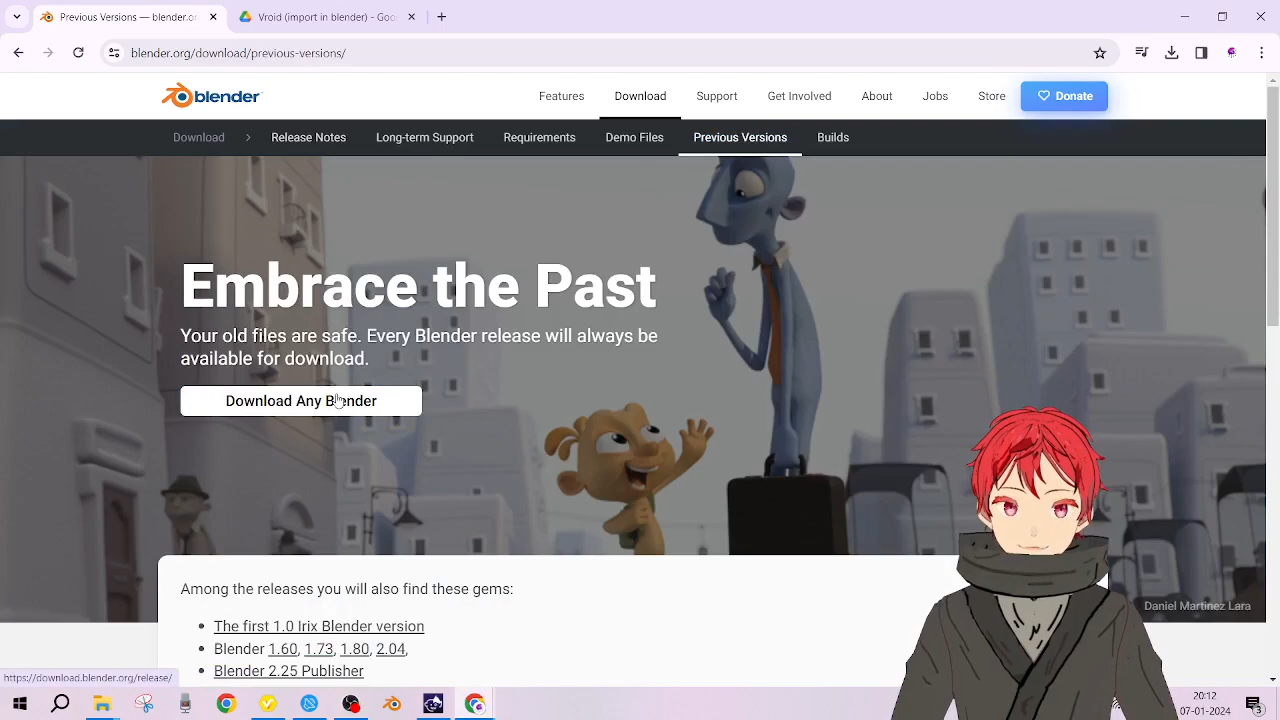 Previous Versions — blender.or
Vroid (import in blender) - Goo
blender.org/download/previous-versions/
blender
Features
Download
Support
Get Involved
About
Jobs
Store
Donate
Download
Release Notes
Long-term Support
Requirements
Demo Files
Previous Versions
Builds
Embrace the Past
Your old files are safe. Every Blender release will always be
available for download.
Download Any Blender
Among the releases you will also find these gems:
• The first 1.0 Irix Blender version
• Blender 1.60, 1.73, 1.80, 2.04,
• Blender 2.25 Publisher
Daniel Martinez Lara
https://download.blender.org/release/
20:12
07-01-2024
3